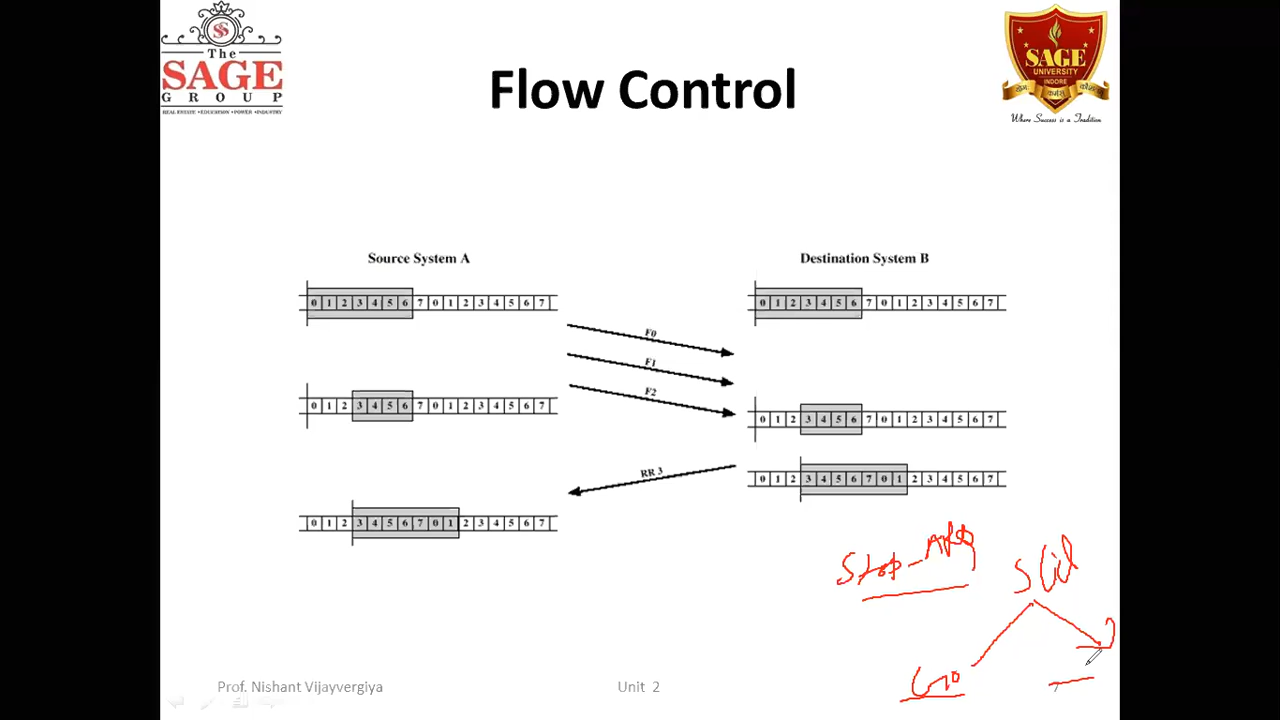 The
SAGE
GROUP
REAL ESTATE • EDUCATION • POWER • INDUSTRY
Flow Control
SAGE
UNIVERSITY
INDORE
Where Success is a Tradition
Source System A
Destination System B
0 1 2 3 4 5 6 7 0 1 2 3 4 5 6 7
0 1 2 3 4 5 6 7 0 1 2 3 4 5 6 7
F0
F1
F2
0 1 2 3 4 5 6 7 0 1 2 3 4 5 6 7
0 1 2 3 4 5 6 7 0 1 2 3 4 5 6 7
RR 3
0 1 2 3 4 5 6 7 0 1 2 3 4 5 6 7
0 1 2 3 4 5 6 7 0 1 2 3 4 5 6 7
Stop-
Slid
Prof. Nishant Vijayvergiya
Unit 2
7